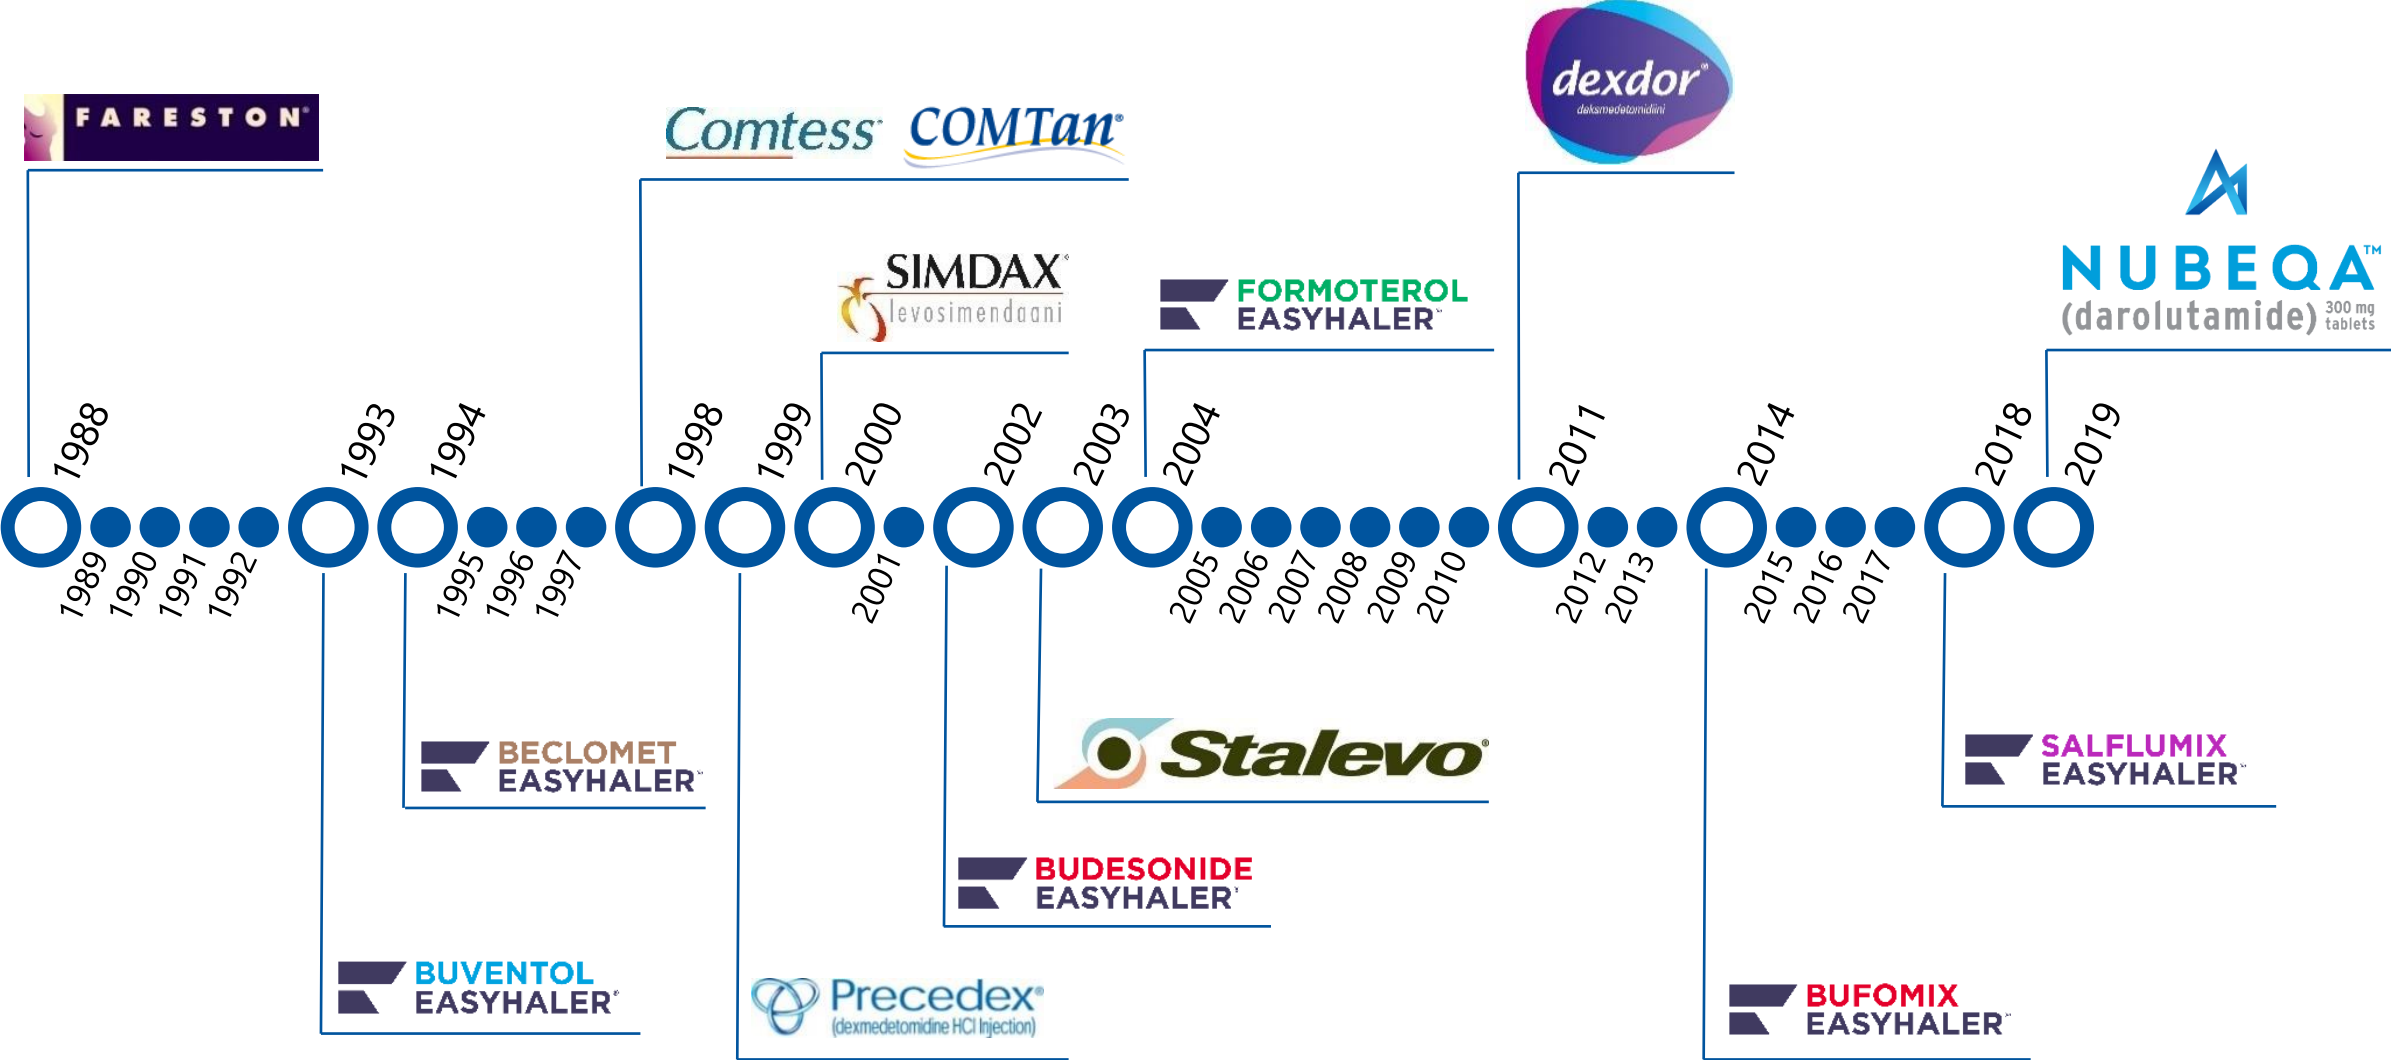 FARESTON®
Comtess® COMTan®
dexdor®
deksmedetomidiini
SIMDAX®
levosimendaani
FORMOTEROL
EASYHALER
NUBEQA™
(darolutamide) 300 mg
tablets
1988
1993
1994
1998
1999
2000
2002
2003
2004
2011
2014
2018
2019
1989
1990
1991
1992
1995
1996
1997
2001
2005
2006
2007
2008
2009
2010
2012
2013
2015
2016
2017
BECLOMET
EASYHALER
Stalevo®
SALFLUMIX
EASYHALER
BUDESONIDE
EASYHALER
BUVENTOL
EASYHALER®
Precedex®
(dexmedetomidine HCl Injection)
BUFOMIX
EASYHALER